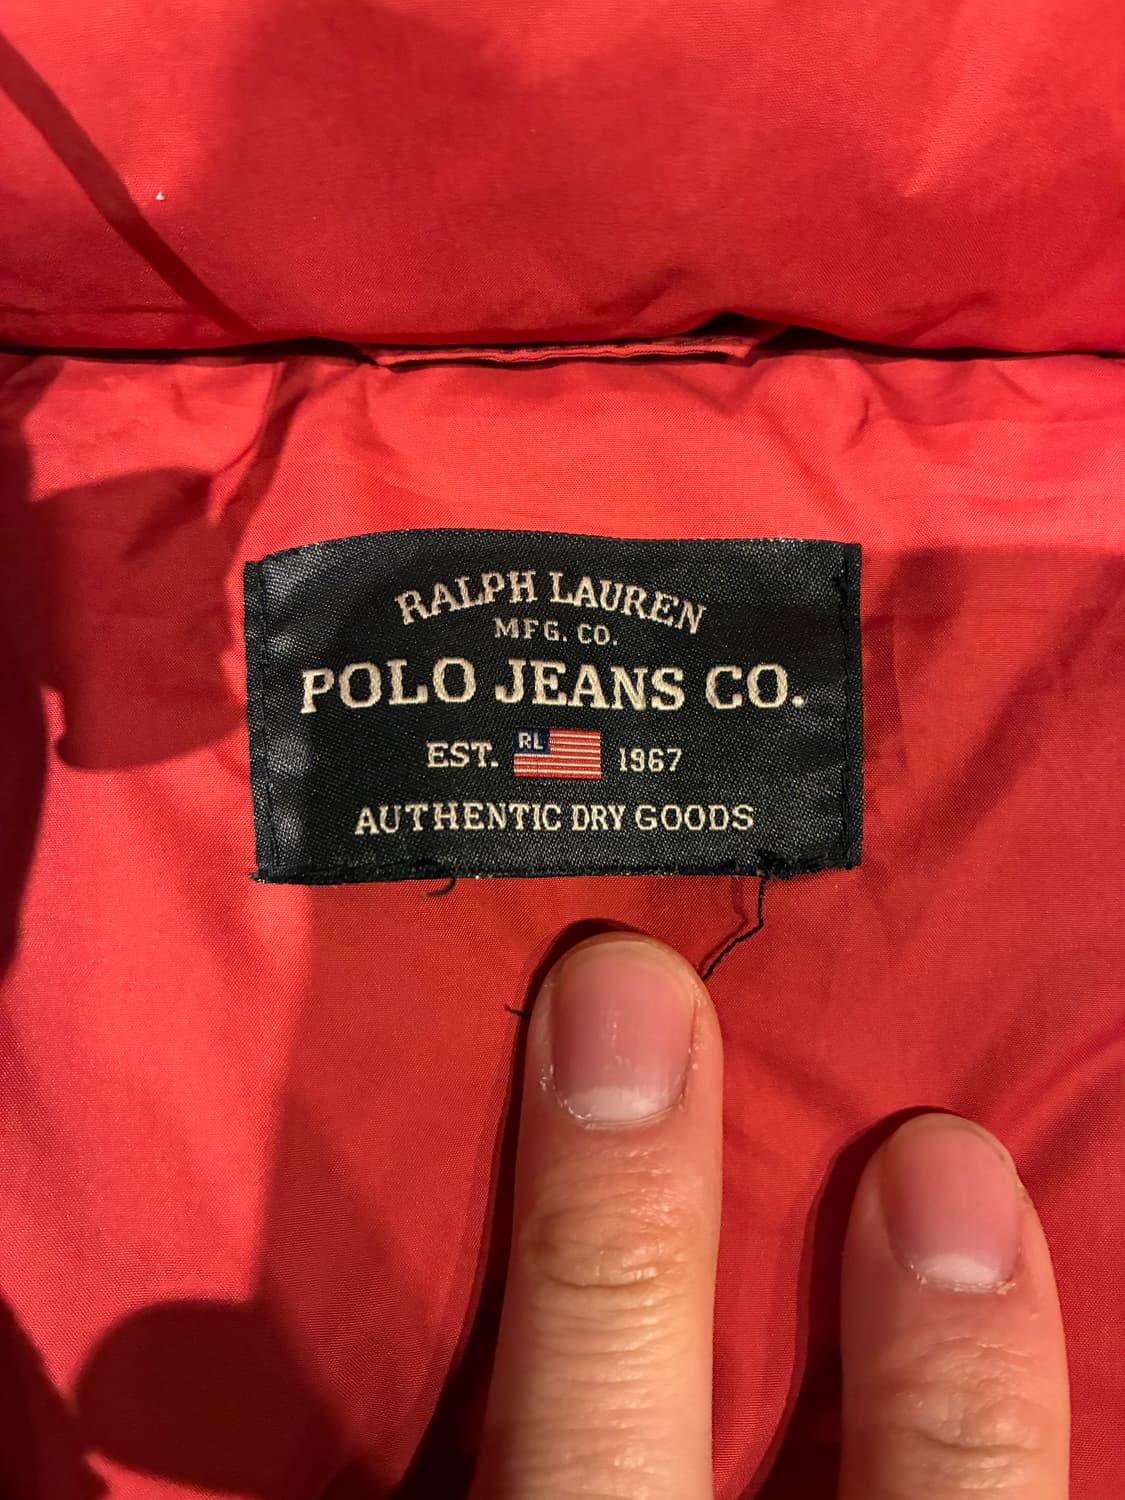 RALPH LAUREN
MFG. CO.
POLO JEANS CO.
EST. RL 1967
AUTHENTIC DRY GOODS